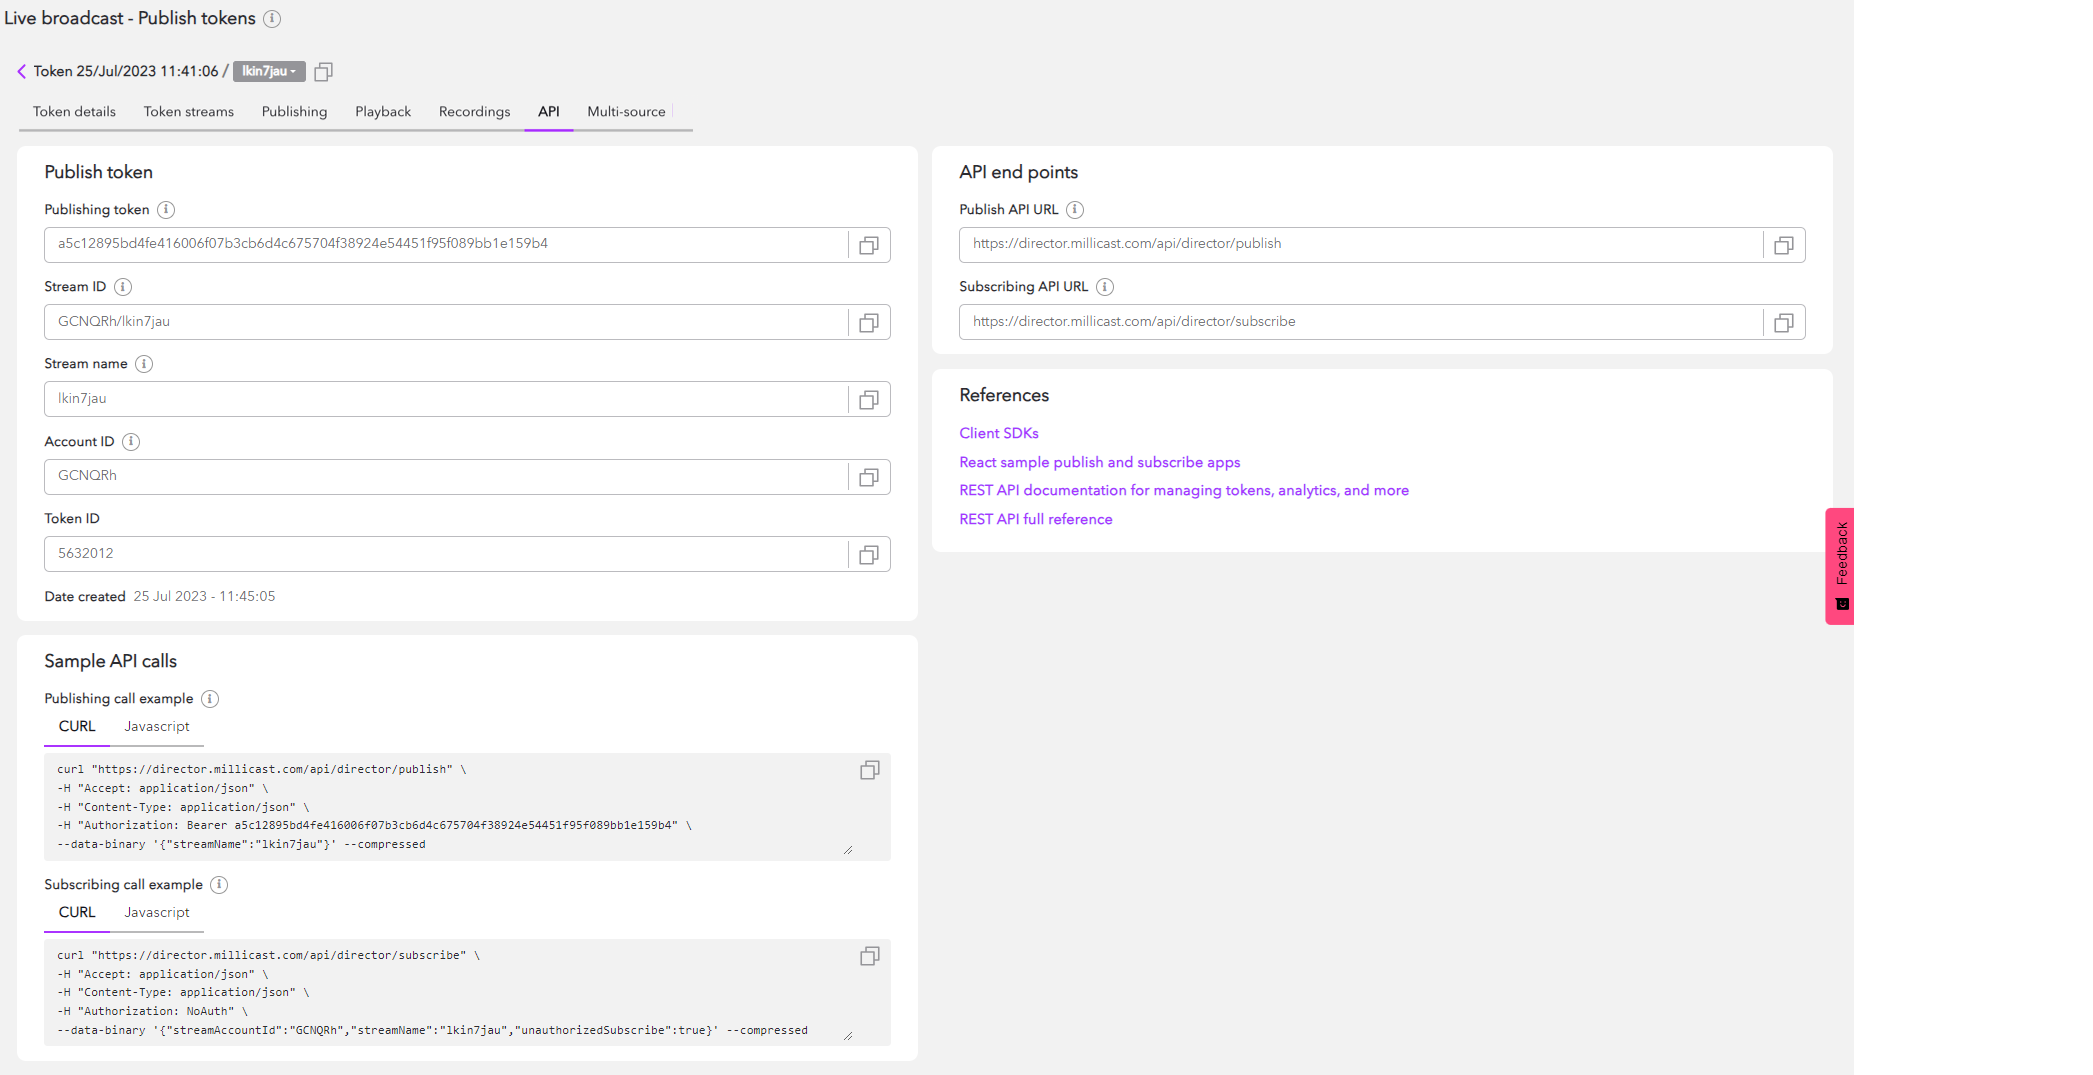 Live broadcast - Publish tokens
Token 25/Jul/2023 11:41:06 / lkin7jau
Token details Token streams Publishing Playback Recordings API Multi-source
Publish token
Publishing token
a5c12895bd4fe416006f07b3cb6d4c675704f38924e54451f95f089bb1e159b4
Stream ID
GCNQRh/lkin7jau
Stream name
lkin7jau
Account ID
GCNQRh
Token ID
5632012
Date created 25 Jul 2023 - 11:45:05
Sample API calls
Publishing call example
CURL Javascript
curl "https://director.millicast.com/api/director/publish" \
-H "Accept: application/json" \
-H "Content-Type: application/json" \
-H "Authorization: Bearer a5c12895bd4fe416006f07b3cb6d4c675704f38924e54451f95f089bb1e159b4" \
--data-binary '{"streamName":"lkin7jau"}' --compressed
Subscribing call example
CURL Javascript
curl "https://director.millicast.com/api/director/subscribe" \
-H "Accept: application/json" \
-H "Content-Type: application/json" \
-H "Authorization: NoAuth" \
--data-binary '{"streamAccountId":"GCNQRh","streamName":"lkin7jau","unauthorizedSubscribe":true}' --compressed
API end points
Publish API URL
https://director.millicast.com/api/director/publish
Subscribing API URL
https://director.millicast.com/api/director/subscribe
References
Client SDKs
React sample publish and subscribe apps
REST API documentation for managing tokens, analytics, and more
REST API full reference
Feedback